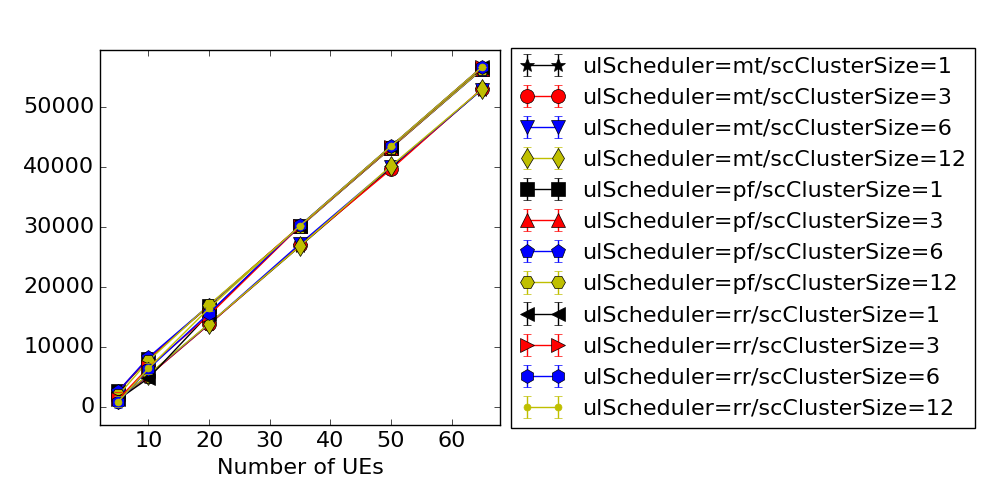 50000
40000
30000
20000
10000
0
10 20 30 40 50 60
Number of UEs
ulScheduler=mt/scClusterSize=1
ulScheduler=mt/scClusterSize=3
ulScheduler=mt/scClusterSize=6
ulScheduler=mt/scClusterSize=12
ulScheduler=pf/scClusterSize=1
ulScheduler=pf/scClusterSize=3
ulScheduler=pf/scClusterSize=6
ulScheduler=pf/scClusterSize=12
ulScheduler=rr/scClusterSize=1
ulScheduler=rr/scClusterSize=3
ulScheduler=rr/scClusterSize=6
ulScheduler=rr/scClusterSize=12